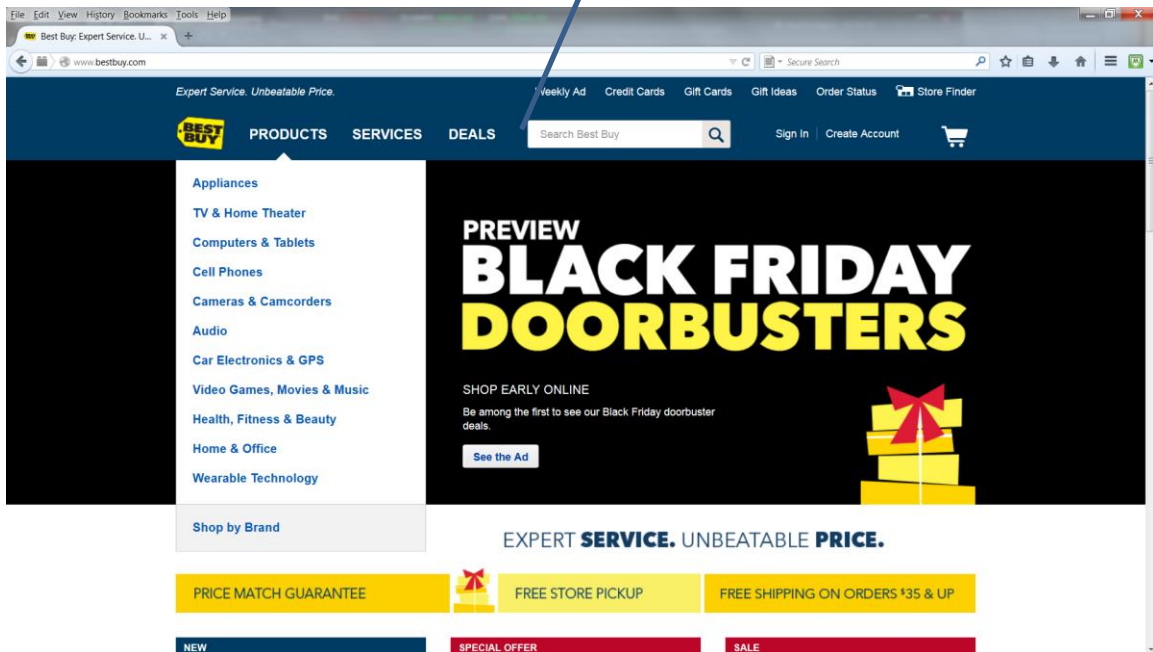 File Edit View History Bookmarks Tools Help
Best Buy: Expert Service. U...
www.bestbuy.com
Secure Search
Expert Service. Unbeatable Price.
Weekly Ad Credit Cards Gift Cards Gift Ideas Order Status Store Finder
BEST BUY
PRODUCTS SERVICES DEALS
Search Best Buy
Sign In Create Account
Appliances
TV & Home Theater
Computers & Tablets
Cell Phones
Cameras & Camcorders
Audio
Car Electronics & GPS
Video Games, Movies & Music
Health, Fitness & Beauty
Home & Office
Wearable Technology
Shop by Brand
PREVIEW
BLACK FRIDAY
DOORBUSTERS
SHOP EARLY ONLINE
Be among the first to see our Black Friday doorbuster
deals.
See the Ad
EXPERT SERVICE. UNBEATABLE PRICE.
PRICE MATCH GUARANTEE
FREE STORE PICKUP
FREE SHIPPING ON ORDERS $35 & UP
NEW
SPECIAL OFFER
SALE